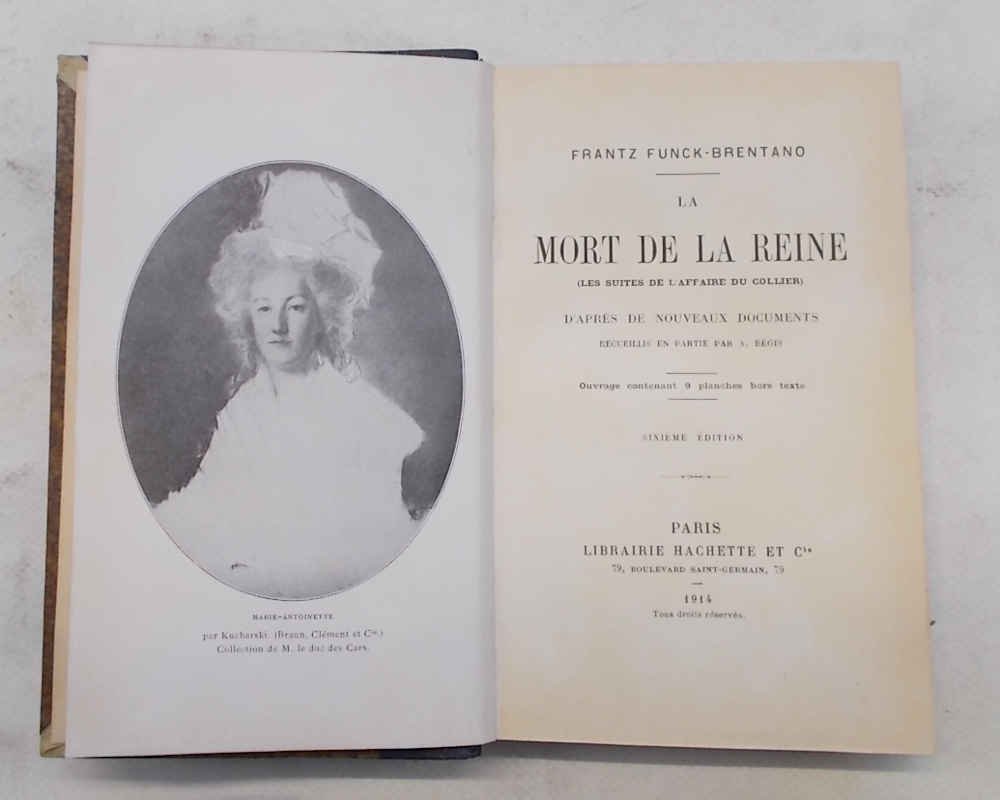 MARIE-ANTOINETTE
par Kucharski. (Braun, Clément et Cie.)
Collection de M. le duc des Cars.
FRANTZ FUNCK-BRENTANO
LA
MORT DE LA REINE
(LES SUITES DE L'AFFAIRE DU COLLIER)
D'APRÈS DE NOUVEAUX DOCUMENTS
RECUEILLIS EN PARTIE PAR A. BÉGIS
Ouvrage contenant 9 planches hors texte
SIXIÈME ÉDITION
PARIS
LIBRAIRIE HACHETTE ET Cie
79, BOULEVARD SAINT-GERMAIN, 79
1914
Tous droits réservés.